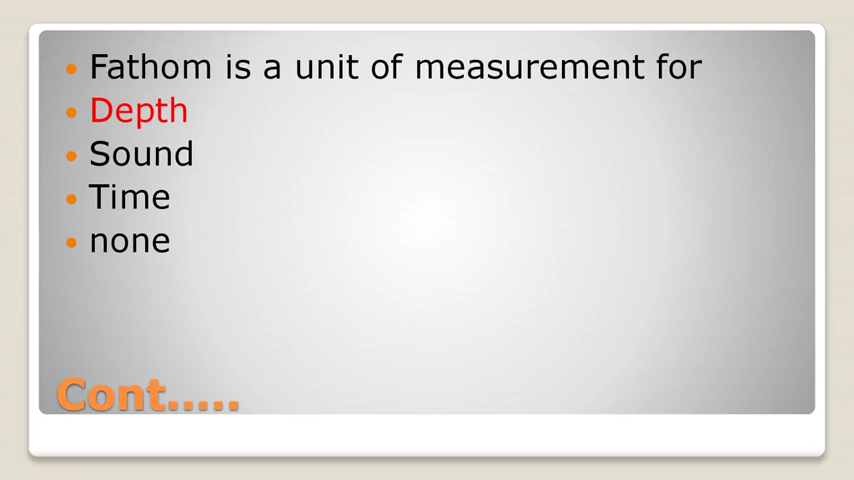 Fathom is a unit of measurement for
Depth
Sound
Time
none
Cont.....